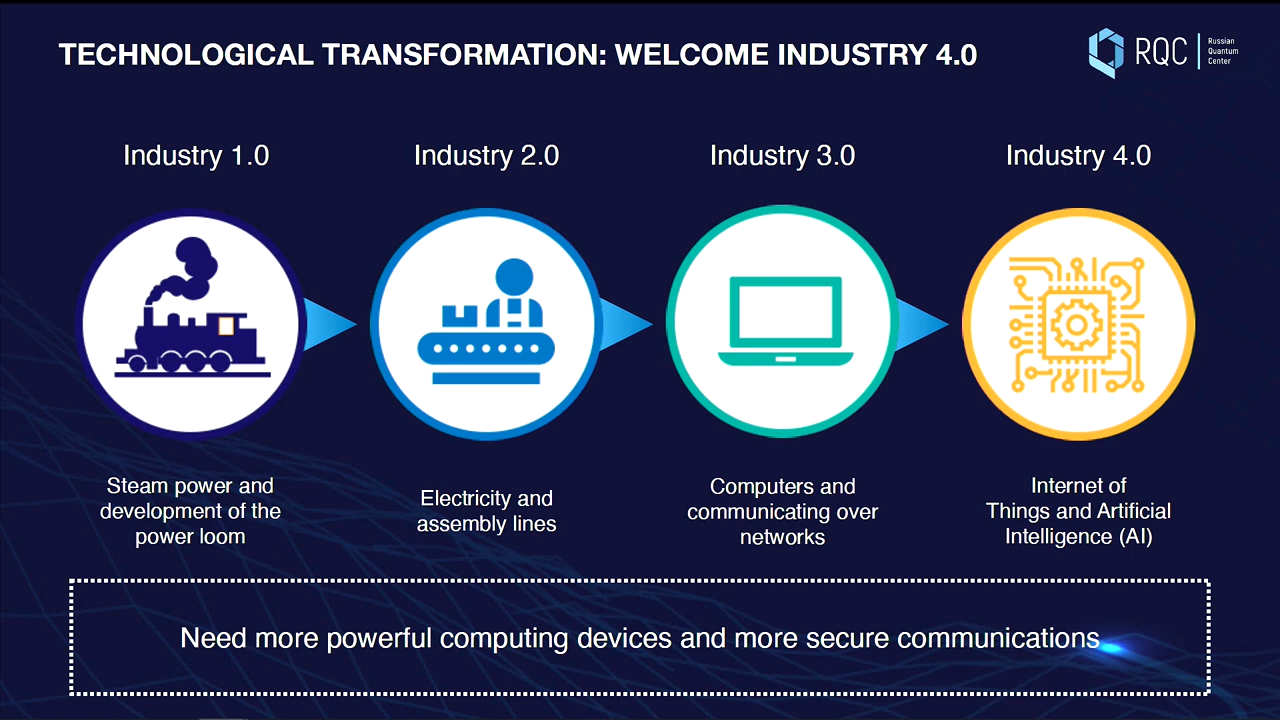 TECHNOLOGICAL TRANSFORMATION: WELCOME INDUSTRY 4.0
RQC
Russian
Quantum
Center
Industry 1.0
Industry 2.0
Industry 3.0
Industry 4.0
Steam power and
development of the
power loom
Electricity and
assembly lines
Computers and
communicating over
networks
Internet of
Things and Artificial
Intelligence (AI)
Need more powerful computing devices and more secure communications